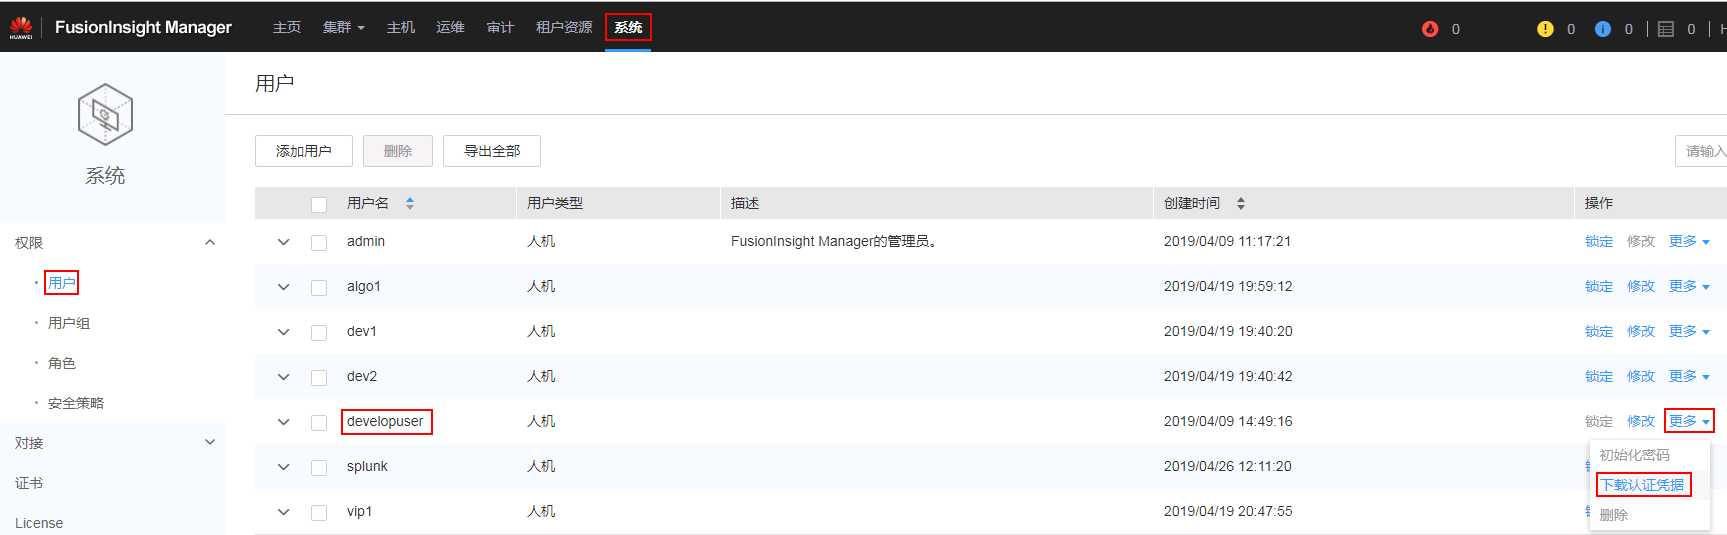 HUAWEI
FusionInsight Manager 主页 集群 主机 运维 审计 租户资源 系统 0 0 0 0
系统
权限
用户
用户组
角色
安全策略
对接
证书
License
用户
添加用户 删除 导出全部 请输入
用户名 用户类型 描述 创建时间 操作
admin 人机 FusionInsight Manager的管理员。 2019/04/09 11:17:21 锁定 修改 更多
algo1 人机 2019/04/19 19:59:12 锁定 修改 更多
dev1 人机 2019/04/19 19:40:20 锁定 修改 更多
dev2 人机 2019/04/19 19:40:42 锁定 修改 更多
developuser 人机 2019/04/09 14:49:16 锁定 修改 更多
splunk 人机 2019/04/26 12:11:20
vip1 人机 2019/04/19 20:47:55
初始化密码
下载认证凭据
删除